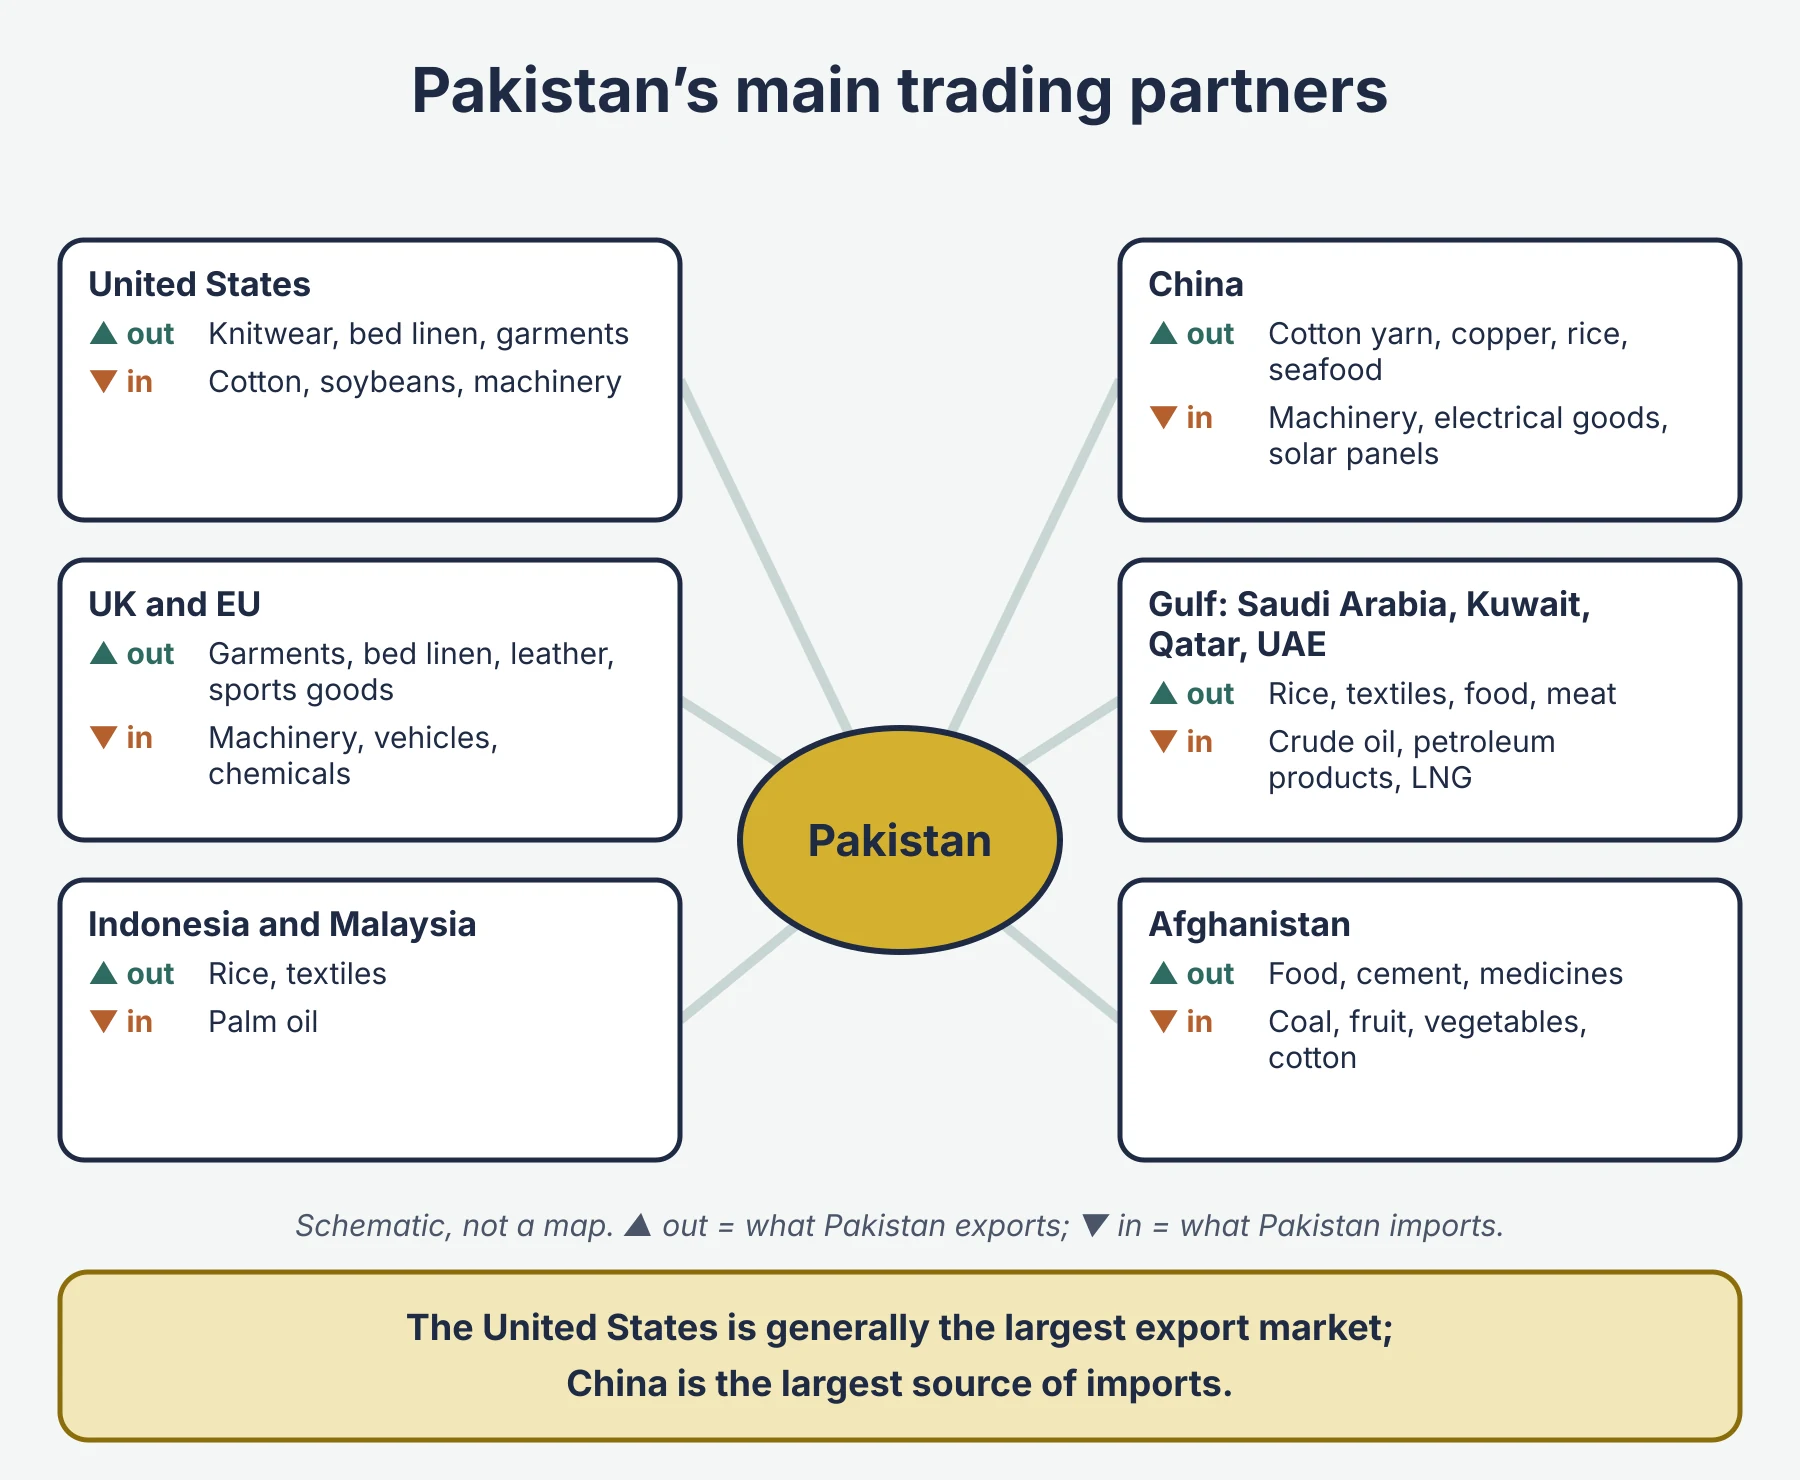 Pakistan’s main trading partners
United States
▲ out Knitwear, bed linen, garments
▼ in Cotton, soybeans, machinery
China
▲ out Cotton yarn, copper, rice,
seafood
▼ in Machinery, electrical goods,
solar panels
UK and EU
▲ out Garments, bed linen, leather,
sports goods
▼ in Machinery, vehicles,
chemicals
Gulf: Saudi Arabia, Kuwait,
Qatar, UAE
▲ out Rice, textiles, food, meat
▼ in Crude oil, petroleum
products, LNG
Pakistan
Indonesia and Malaysia
▲ out Rice, textiles
▼ in Palm oil
Afghanistan
▲ out Food, cement, medicines
▼ in Coal, fruit, vegetables,
cotton
Schematic, not a map. ▲ out = what Pakistan exports; ▼ in = what Pakistan imports.
The United States is generally the largest export market;
China is the largest source of imports.